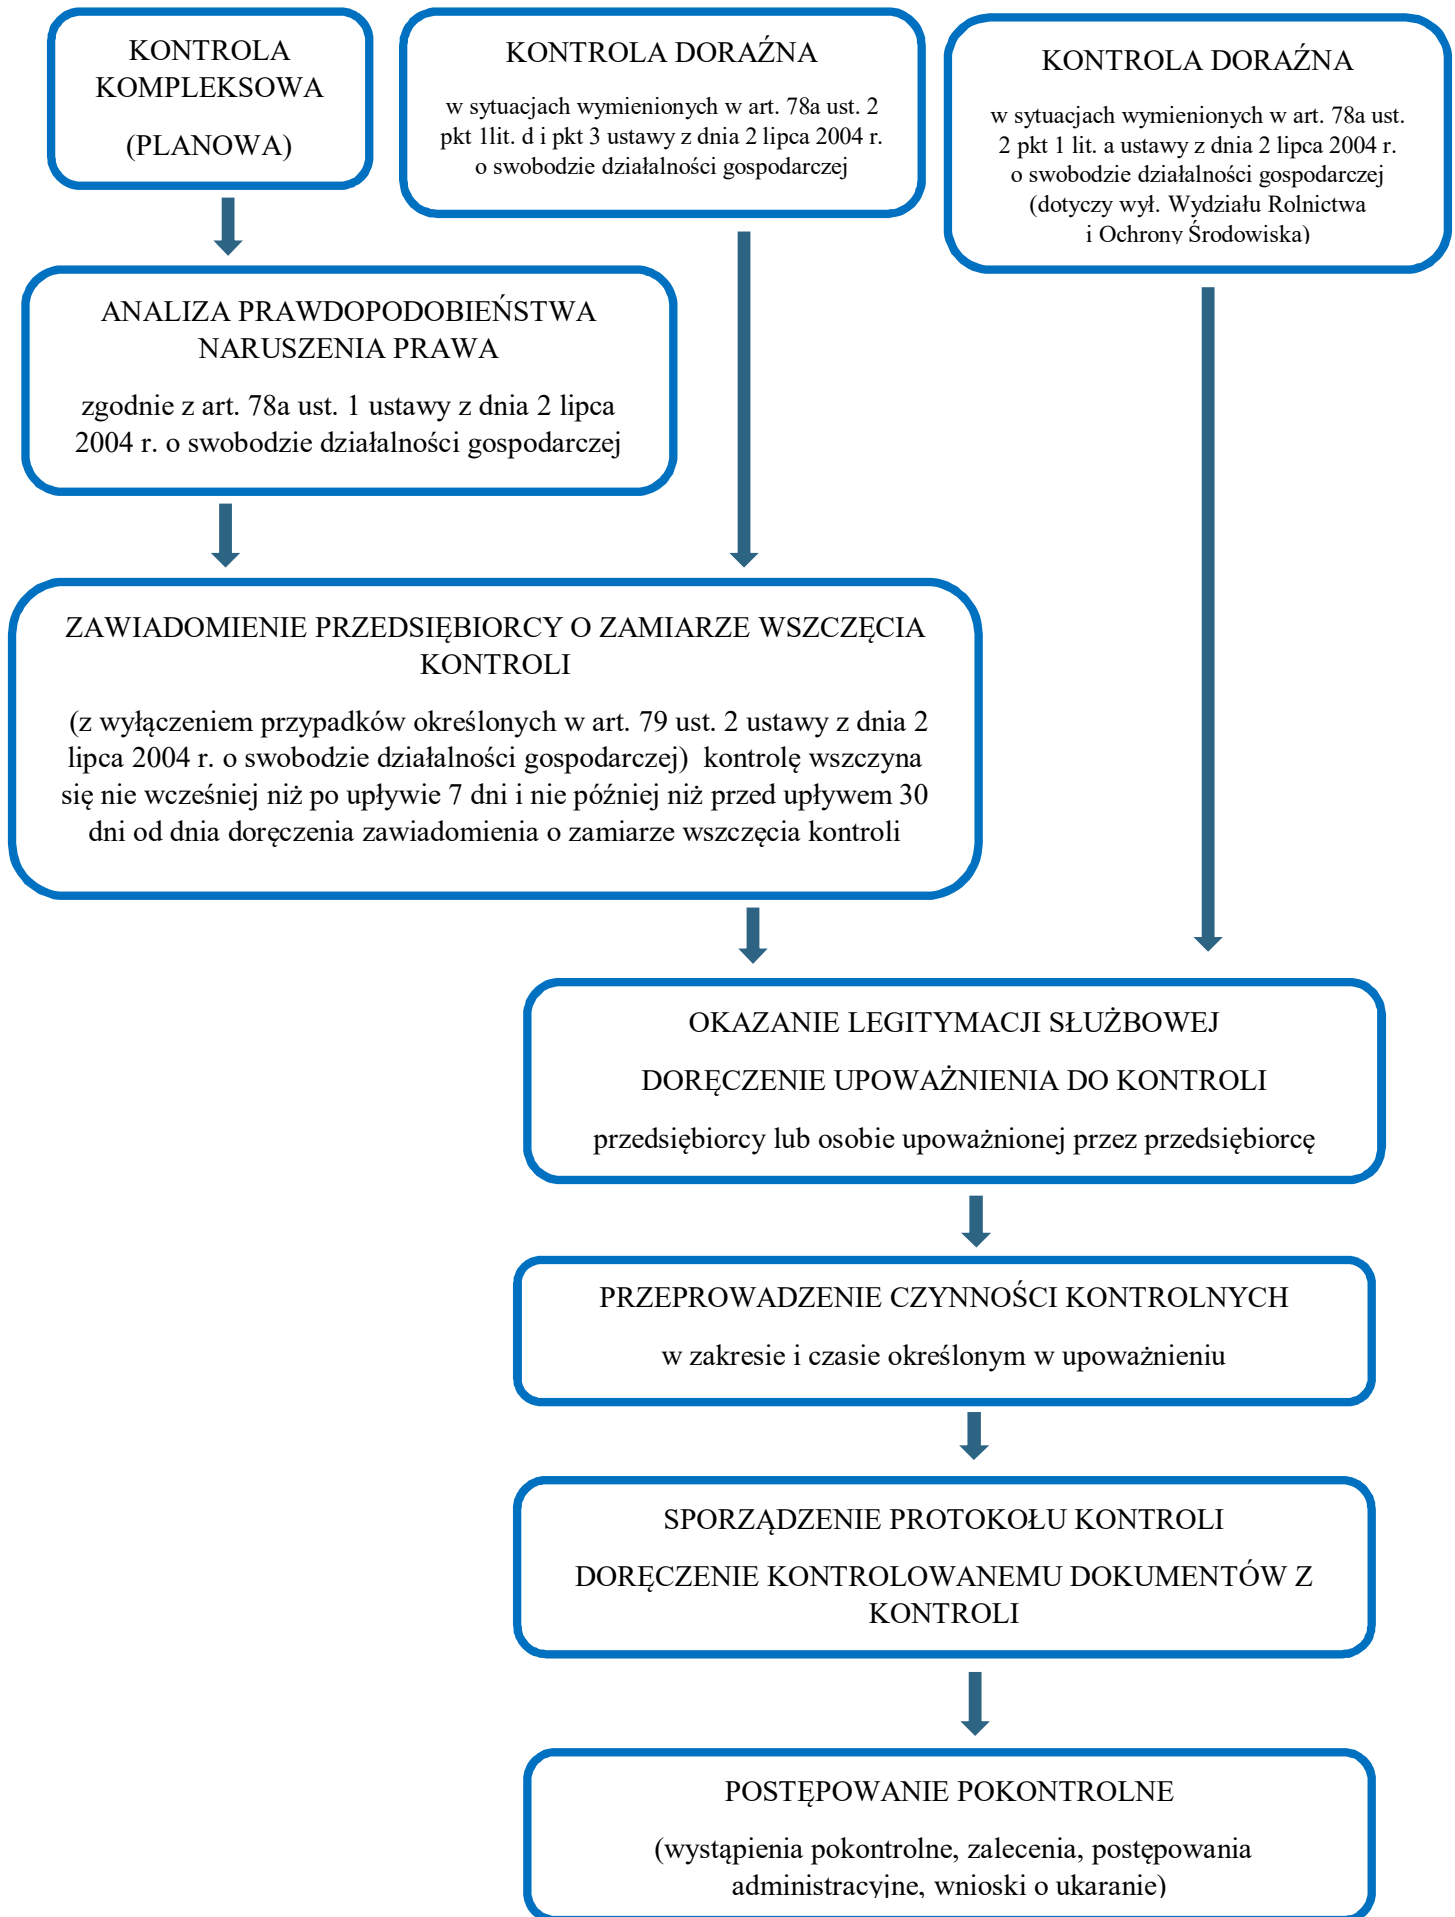 KONTROLA
KOMPLEKSOWA
(PLANOWA)
KONTROLA DORAŹNA
w sytuacjach wymienionych w art. 78a ust. 2
pkt 1lit. d i pkt 3 ustawy z dnia 2 lipca 2004 r.
o swobodzie działalności gospodarczej
KONTROLA DORAŹNA
w sytuacjach wymienionych w art. 78a ust.
2 pkt 1 lit. a ustawy z dnia 2 lipca 2004 r.
o swobodzie działalności gospodarczej
(dotyczy wył. Wydziału Rolnictwa
i Ochrony Środowiska)
ANALIZA PRAWDOPODOBIEŃSTWA
NARUSZENIA PRAWA
zgodnie z art. 78a ust. 1 ustawy z dnia 2 lipca
2004 r. o swobodzie działalności gospodarczej
ZAWIADOMIENIE PRZEDSIĘBIORCY O ZAMIARZE WSZCZĘCIA
KONTROLI
(z wyłączeniem przypadków określonych w art. 79 ust. 2 ustawy z dnia 2
lipca 2004 r. o swobodzie działalności gospodarczej) kontrolę wszczyna
się nie wcześniej niż po upływie 7 dni i nie później niż przed upływem 30
dni od dnia doręczenia zawiadomienia o zamiarze wszczęcia kontroli
OKAZANIE LEGITYMACJI SŁUŻBOWEJ
DORĘCZENIE UPOWAŻNIENIA DO KONTROLI
przedsiębiorcy lub osobie upoważnionej przez przedsiębiorcę
PRZEPROWADZENIE CZYNNOŚCI KONTROLNYCH
w zakresie i czasie określonym w upoważnieniu
SPORZĄDZENIE PROTOKOŁU KONTROLI
DORĘCZENIE KONTROLOWANEMU DOKUMENTÓW Z
KONTROLI
POSTĘPOWANIE POKONTROLNE
(wystąpienia pokontrolne, zalecenia, postępowania
administracyjne, wnioski o ukaranie)